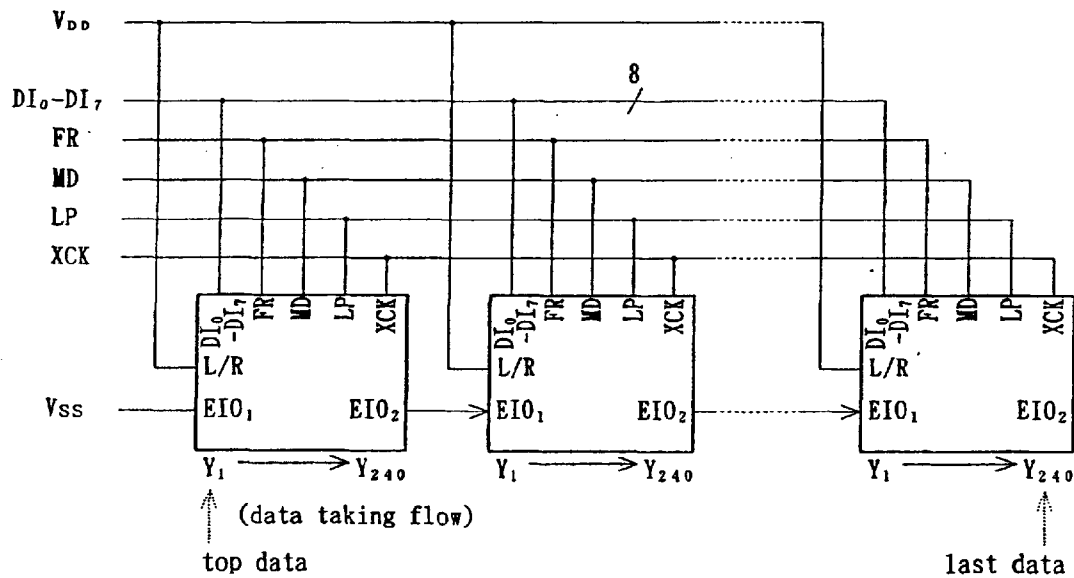 V_DD
8
DI₀-DI₇
FR
MD
LP
XCK
DI₀-DI₇ FR MD LP XCK
DI₀-DI₇ FR MD LP XCK
DI₀-DI₇ FR MD LP XCK
L/R L/R L/R
Vss EIO₁ EIO₂ EIO₁ EIO₂ EIO₁ EIO₂
Y₁ Y₂₄₀ Y₁ Y₂₄₀ Y₁ Y₂₄₀
(data taking flow)
top data last data